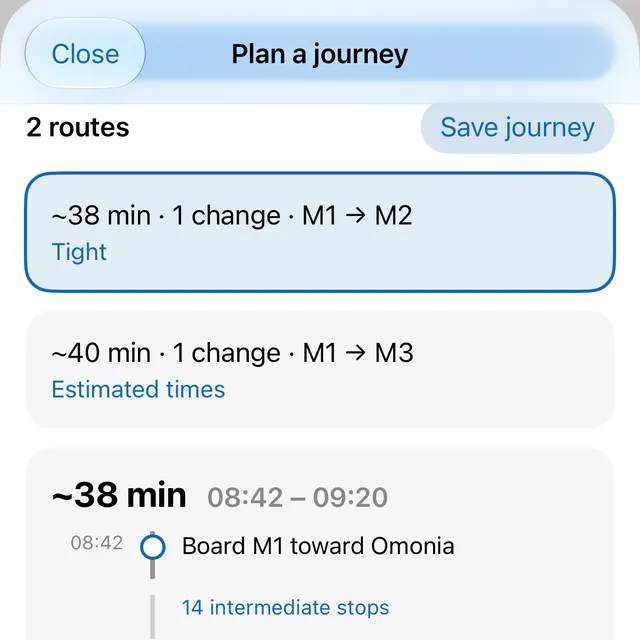 Close
Plan a journey
2 routes
Save journey
~38 min · 1 change · M1 → M2
Tight
~40 min · 1 change · M1 → M3
Estimated times
~38 min 08:42 – 09:20
08:42 Board M1 toward Omonia
14 intermediate stops